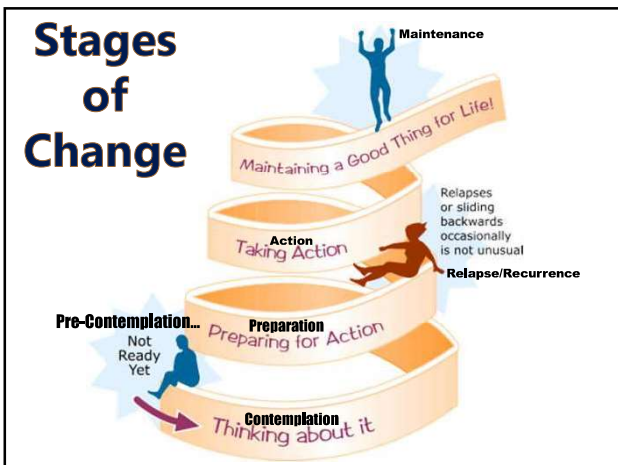 Stages
of
Change
Maintenance
Maintaining a Good Thing for Life!
Relapses
or sliding
backwards
occasionally
is not unusual
Action
Taking Action
Relapse/Recurrence
Pre-Contemplation...
Not
Ready
Yet
Preparation
Preparing for Action
Contemplation
Thinking about it